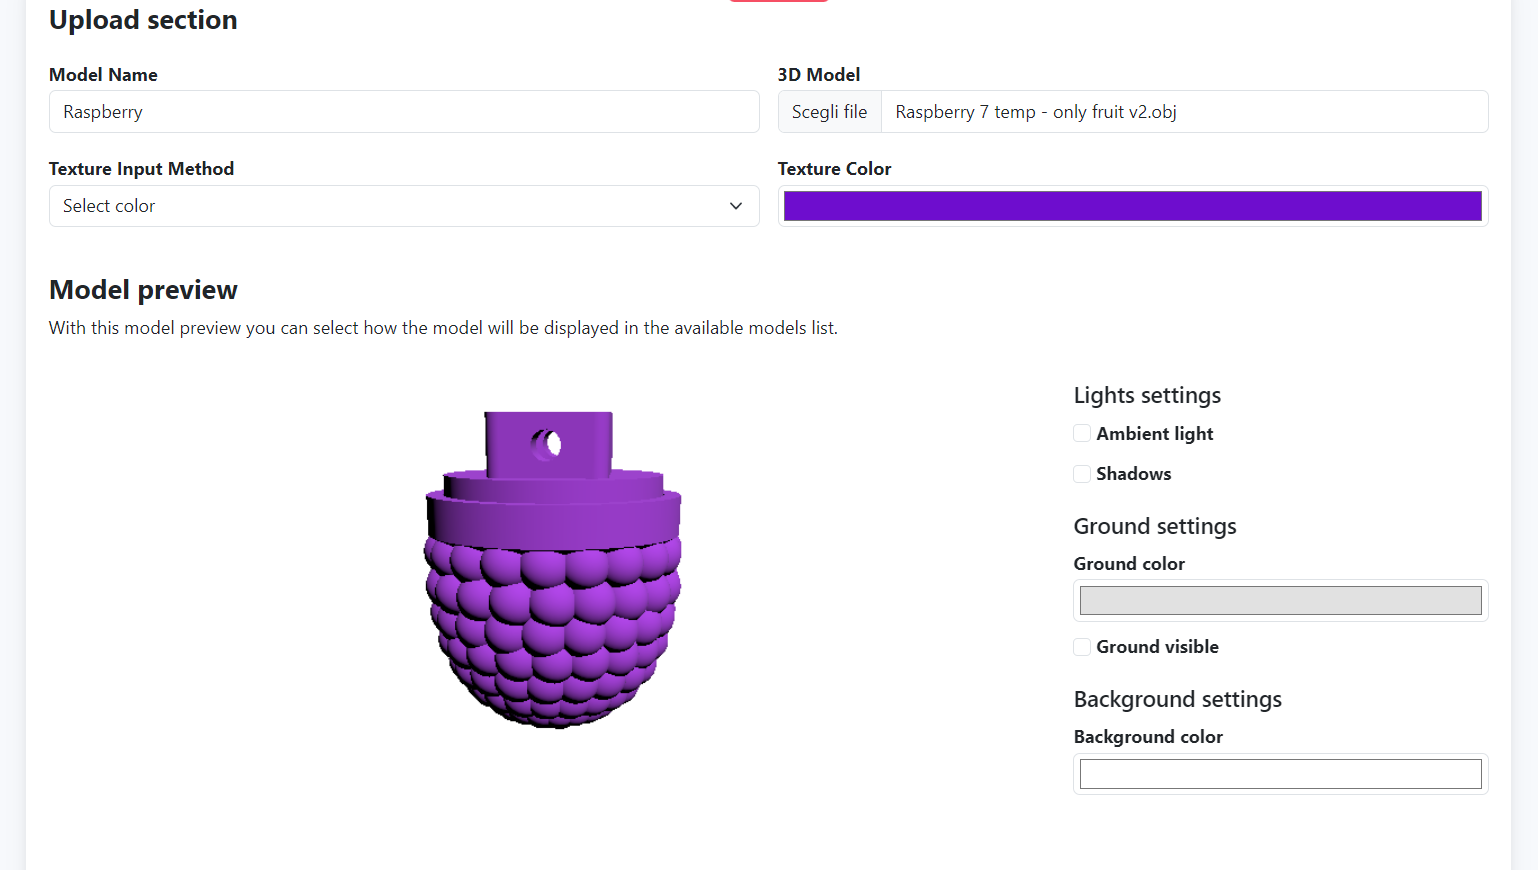 Upload section
Model Name
3D Model
Raspberry
Scegli file
Raspberry 7 temp - only fruit v2.obj
Texture Input Method
Texture Color
Select color
Model preview
With this model preview you can select how the model will be displayed in the available models list.
Lights settings
Ambient light
Shadows
Ground settings
Ground color
Ground visible
Background settings
Background color